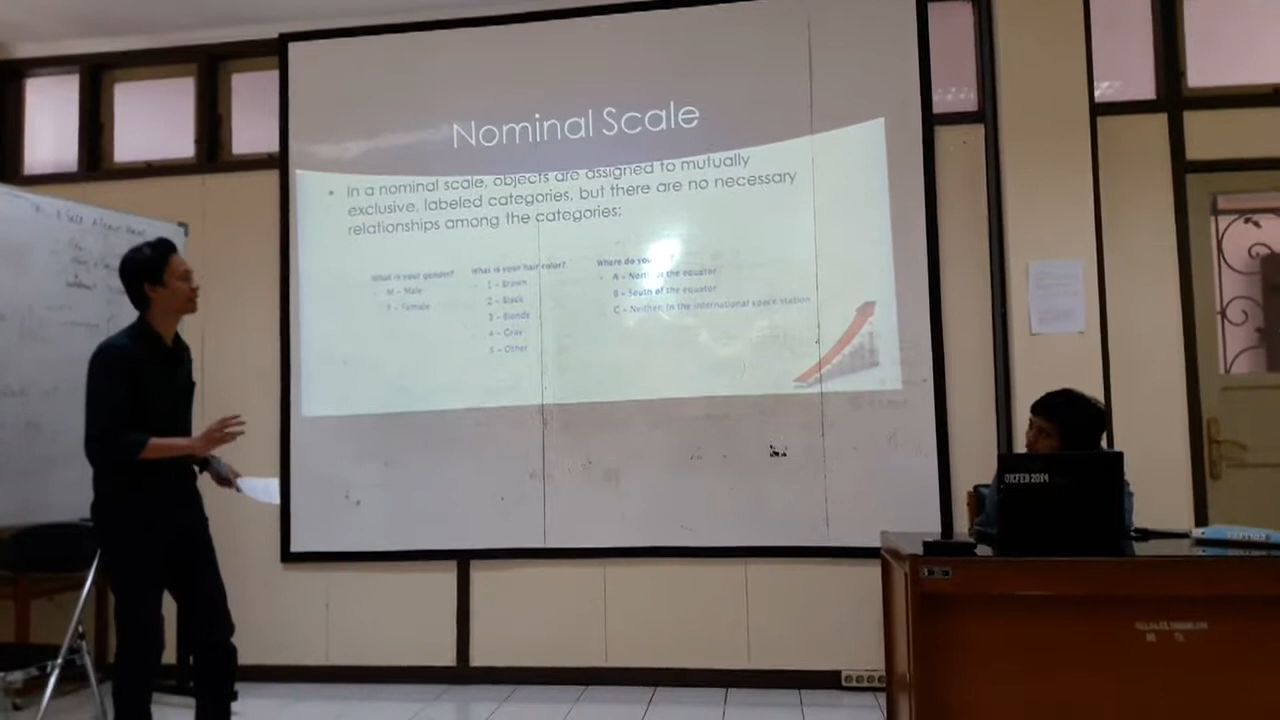 Nominal Scale
• In a nominal scale, objects are assigned to mutually
exclusive, labeled categories, but there are no necessary
relationships among the categories:
What is your gender?
M – Male
F – Female
What is your hair color?
1 – Brown
2 – Black
3 – Blonde
4 – Gray
5 – Other
Where do you
A – North of the equator
B – South of the equator
C – Neither: In the international space station
OKFEB 2014